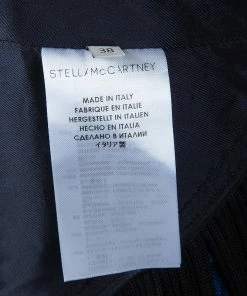 38
STELLA McCARTNEY
MADE IN ITALY
FABRIQUE EN ITALIE
HERGESTELLT IN ITALIEN
HECHO EN ITALIA
СДЕЛАНО В ИТАЛИИ
イタリア製